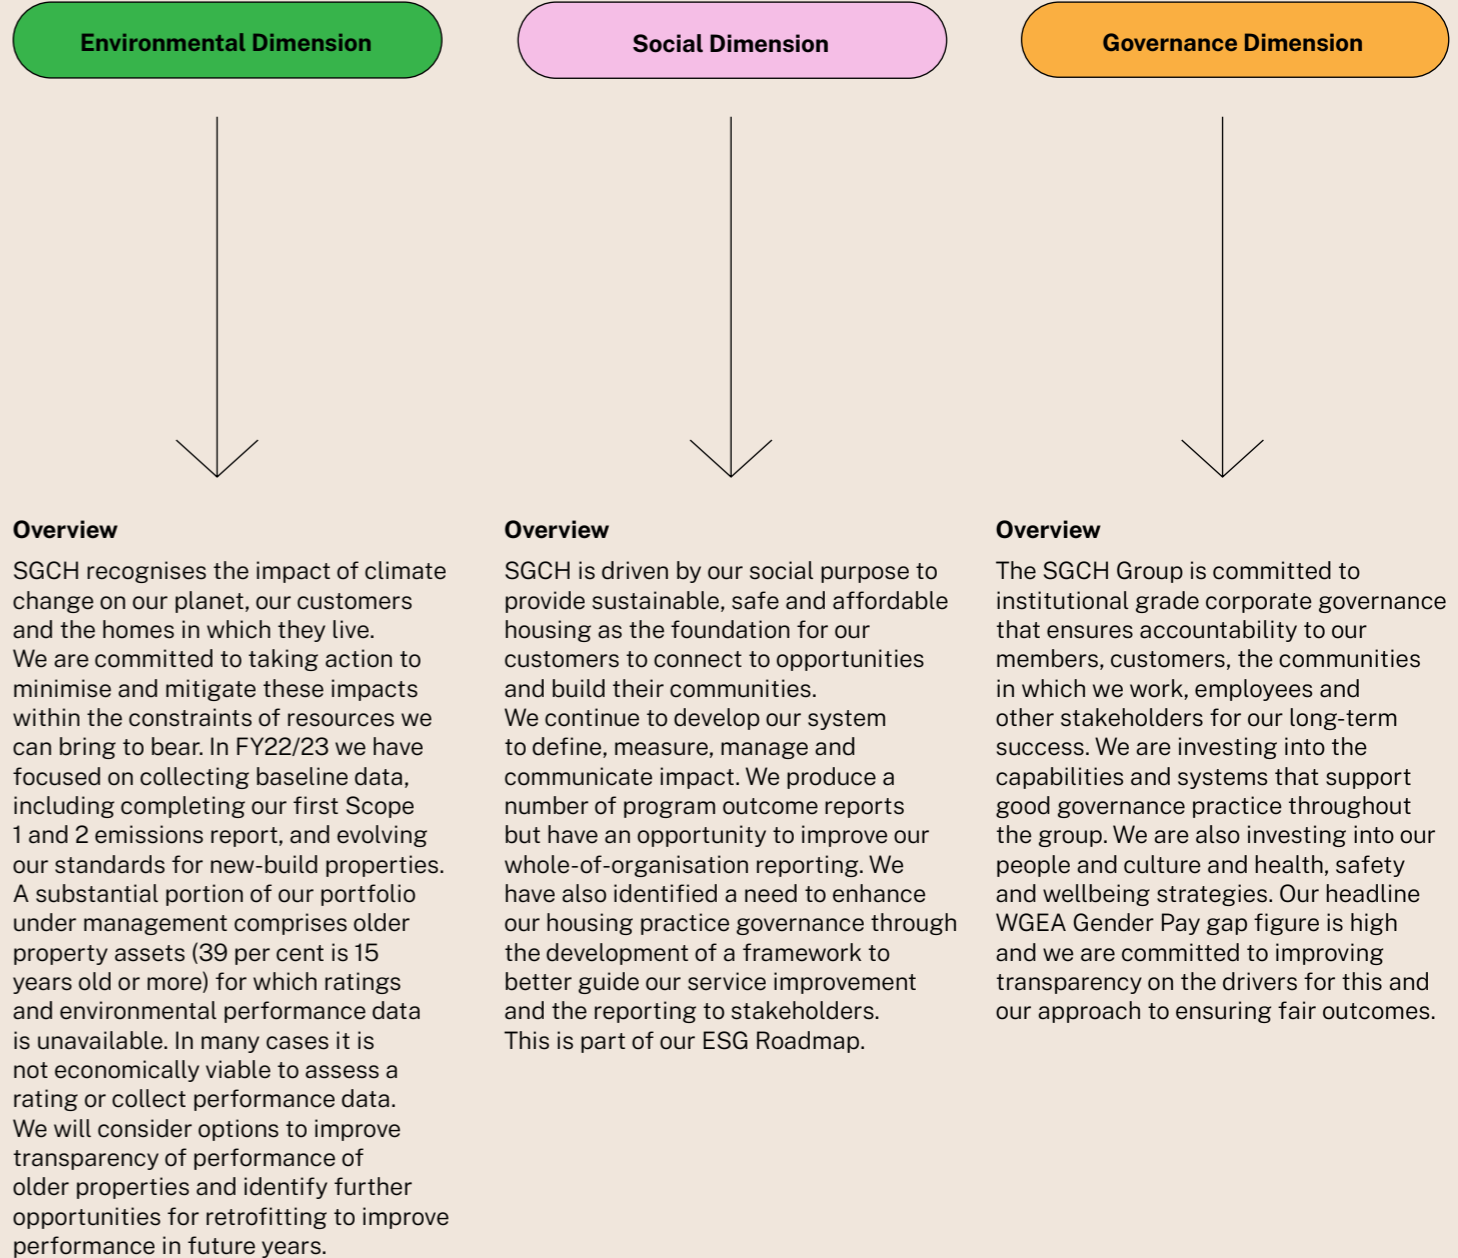 Environmental Dimension
Social Dimension
Governance Dimension
Overview
SGCH recognises the impact of climate
change on our planet, our customers
and the homes in which they live.
We are committed to taking action to
minimise and mitigate these impacts
within the constraints of resources we
can bring to bear. In FY22/23 we have
focused on collecting baseline data,
including completing our first Scope
1 and 2 emissions report, and evolving
our standards for new-build properties.
A substantial portion of our portfolio
under management comprises older
property assets (39 per cent is 15
years old or more) for which ratings
and environmental performance data
is unavailable. In many cases it is
not economically viable to assess a
rating or collect performance data.
We will consider options to improve
transparency of performance of
older properties and identify further
opportunities for retrofitting to improve
performance in future years.
Overview
SGCH is driven by our social purpose to
provide sustainable, safe and affordable
housing as the foundation for our
customers to connect to opportunities
and build their communities.
We continue to develop our system
to define, measure, manage and
communicate impact. We produce a
number of program outcome reports
but have an opportunity to improve our
whole-of-organisation reporting. We
have also identified a need to enhance
our housing practice governance through
the development of a framework to
better guide our service improvement
and the reporting to stakeholders.
This is part of our ESG Roadmap.
Overview
The SGCH Group is committed to
institutional grade corporate governance
that ensures accountability to our
members, customers, the communities
in which we work, employees and
other stakeholders for our long-term
success. We are investing into the
capabilities and systems that support
good governance practice throughout
the group. We are also investing into our
people and culture and health, safety
and wellbeing strategies. Our headline
WGEA Gender Pay gap figure is high
and we are committed to improving
transparency on the drivers for this and
our approach to ensuring fair outcomes.